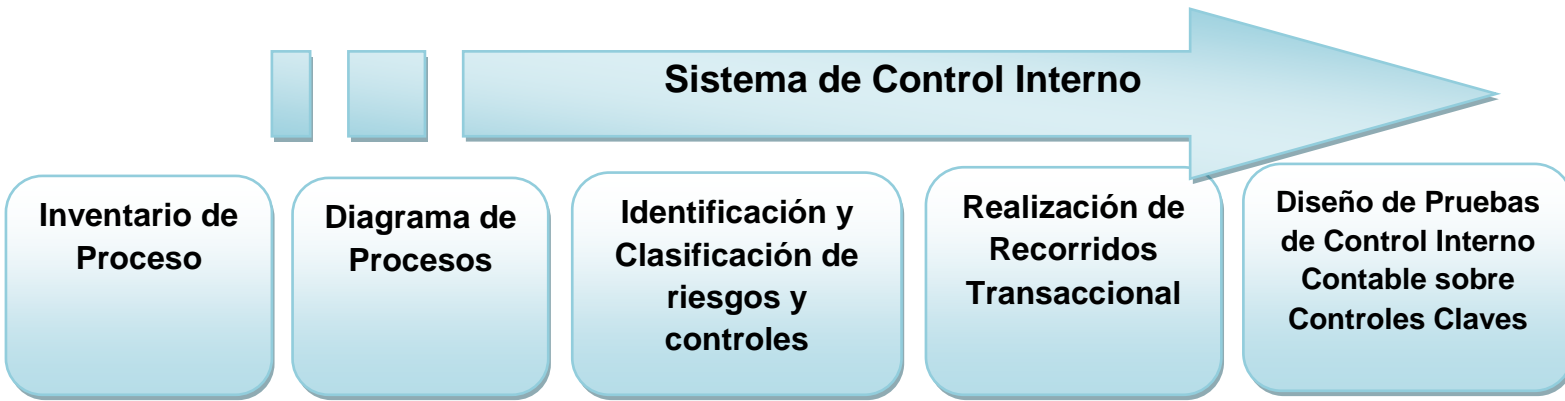 Sistema de Control Interno
Inventario de
Proceso
Diagrama de
Procesos
Identificación y
Clasificación de
riesgos y
controles
Realización de
Recorridos
Transaccional
Diseño de Pruebas
de Control Interno
Contable sobre
Controles Claves